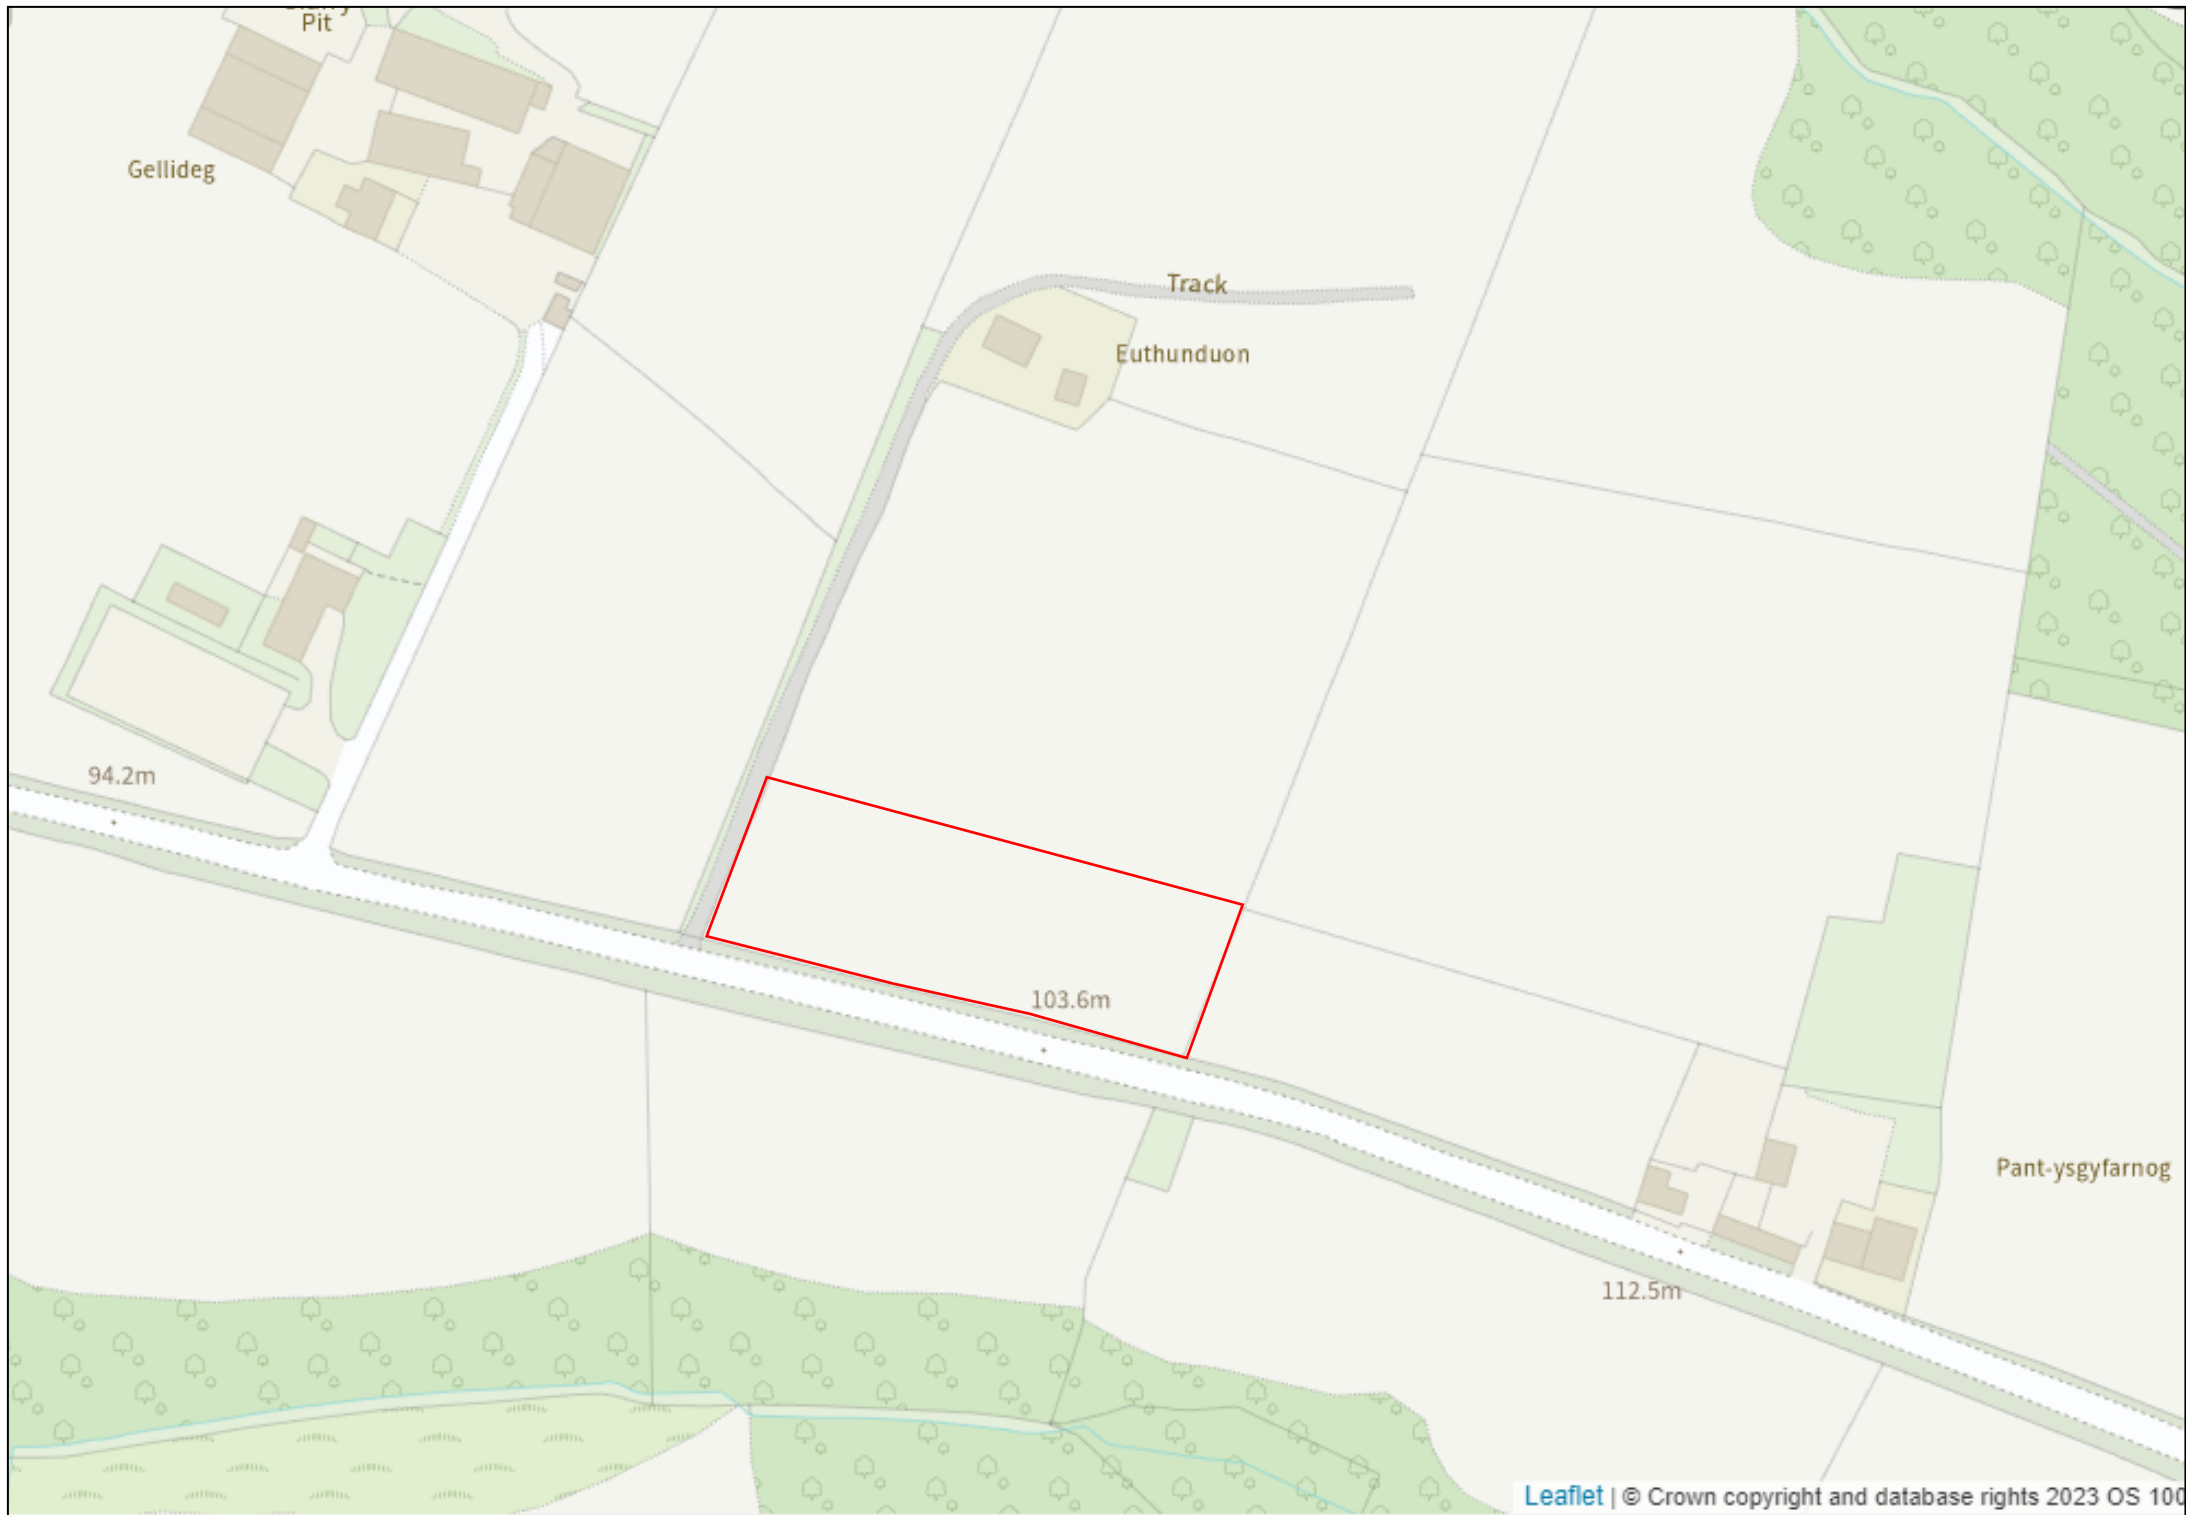 Pit
Gellideg
Track
Euthunduon
94.2m
103.6m
Pant-ysgyfarnog
112.5m
Leaflet | © Crown copyright and database rights 2023 OS 100